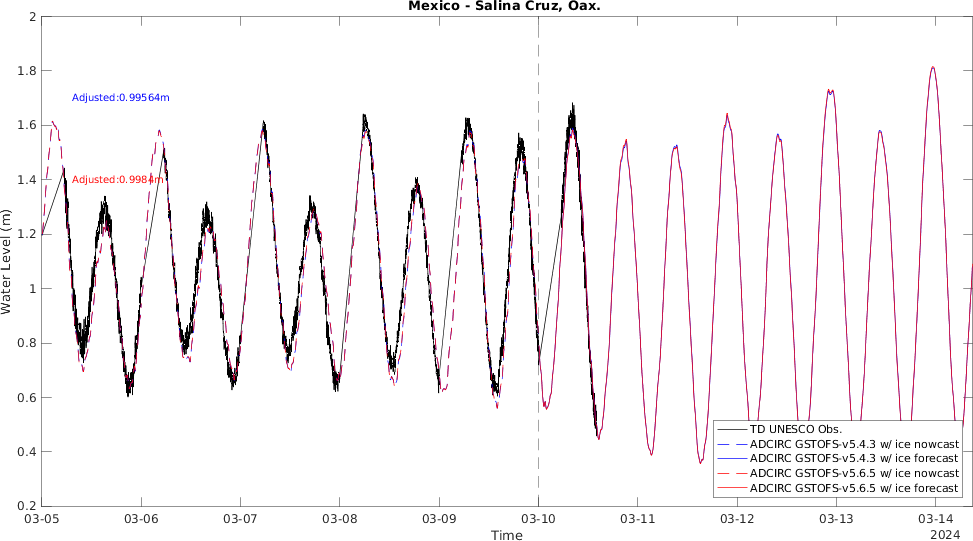 Mexico - Salina Cruz, Oax.
2
1.8
Adjusted:0.99564m
1.6
1.4
Adjusted:0.9984m
1.2
Water Level (m)
1
0.8
0.6
0.4
0.2
TD UNESCO Obs.
ADCIRC GSTOFS-v5.4.3 w/ ice nowcast
ADCIRC GSTOFS-v5.4.3 w/ ice forecast
ADCIRC GSTOFS-v5.6.5 w/ ice nowcast
ADCIRC GSTOFS-v5.6.5 w/ ice forecast
03-05 03-06 03-07 03-08 03-09 03-10 03-11 03-12 03-13 03-14
Time
2024